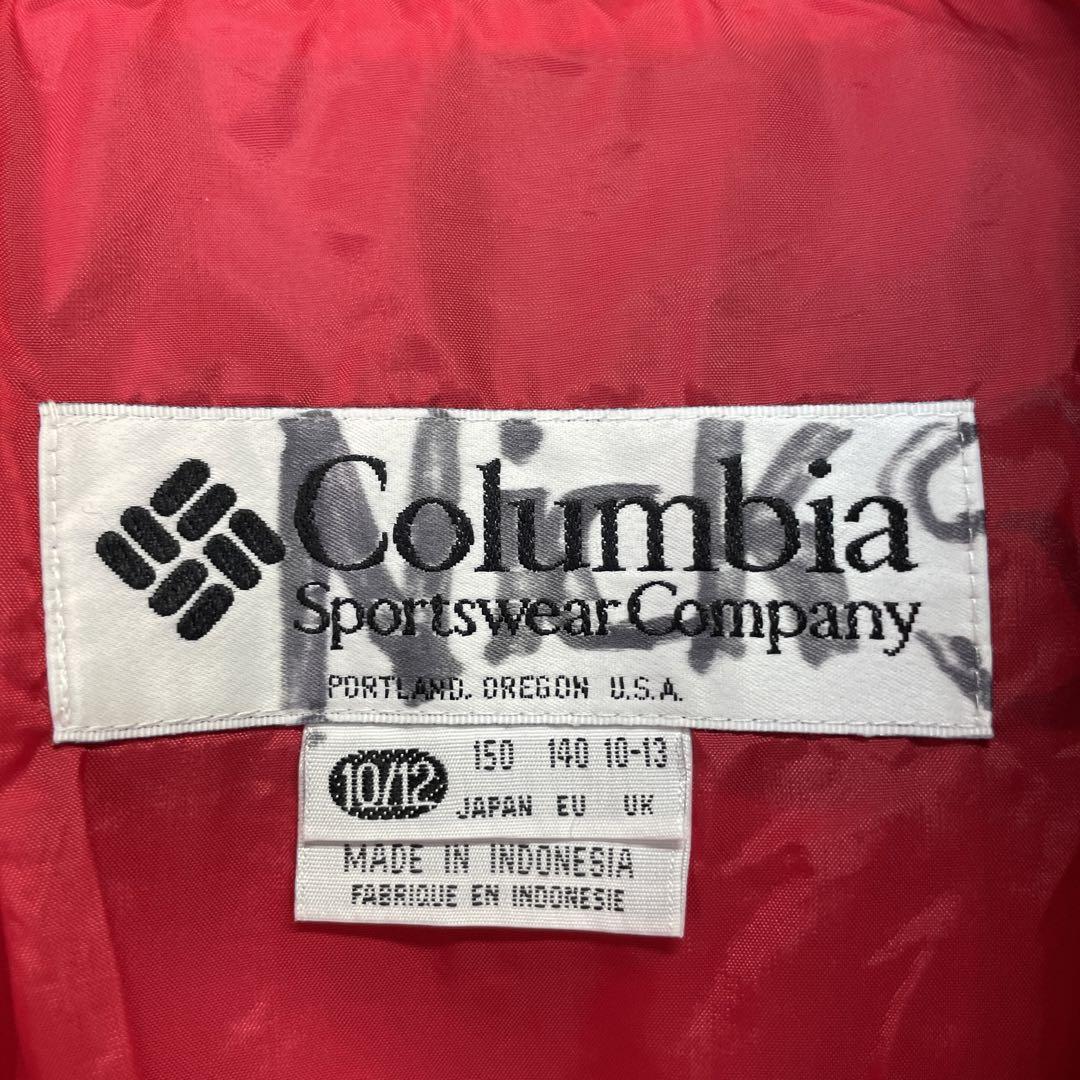 Niks
Columbia
Sportswear Company
PORTLAND, OREGON U.S.A.
10/12 150 140 10-13
JAPAN EU UK
MADE IN INDONESIA
FABRIQUE EN INDONESIE